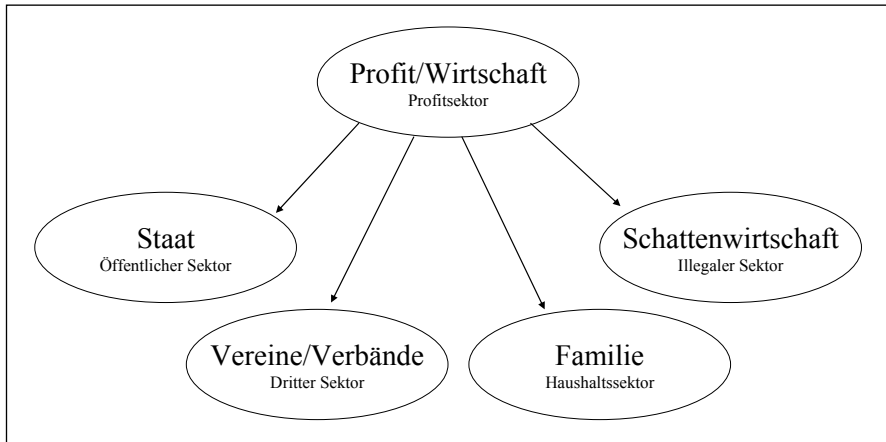 Profit/Wirtschaft
Profitsektor
Staat
Öffentlicher Sektor
Schattenwirtschaft
Illegaler Sektor
Vereine/Verbände
Dritter Sektor
Familie
Haushaltssektor